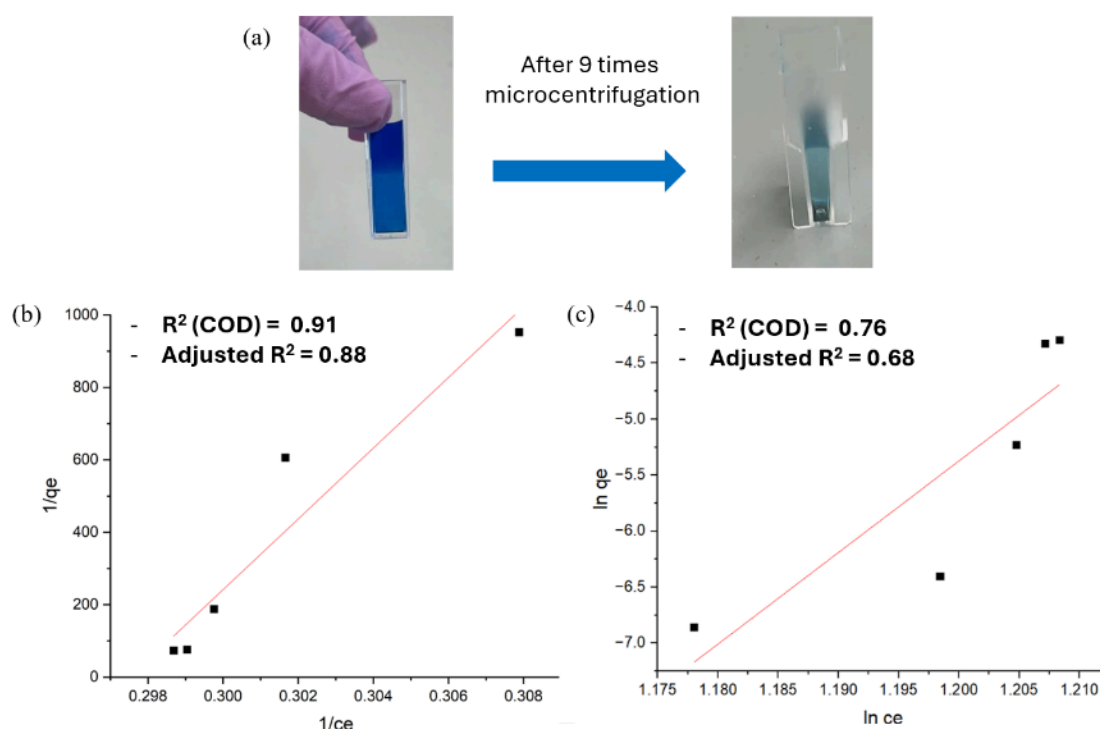 (a)
After 9 times
microcentrifugation
(b)
- R² (COD) = 0.91
- Adjusted R² = 0.88
1000
800
600
400
200
0
1/qe
0.298 0.300 0.302 0.304 0.306 0.308
1/ce
(c)
- R² (COD) = 0.76
- Adjusted R² = 0.68
-4.0
-4.5
-5.0
-5.5
-6.0
-6.5
-7.0
ln qe
1.175 1.180 1.185 1.190 1.195 1.200 1.205 1.210
ln ce